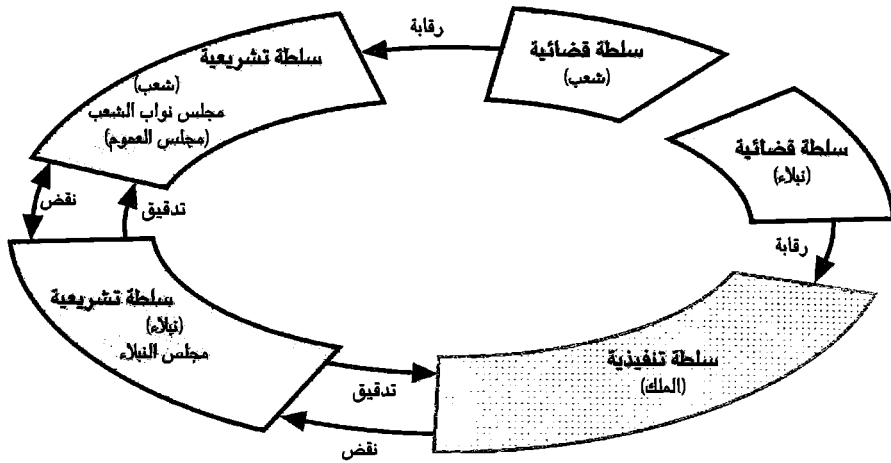 سلطة قضائية
(شعب)
رقابة
سلطة تشريعية
(شعب)
مجلس نواب الشعب
(مجلس العموم)
سلطة قضائية
(نبلاء)
رقابة
نقض
تدقيق
سلطة تشريعية
(نبلاء)
مجلس النبلاء
سلطة تنفيذية
(الملك)
تدقيق
نقض